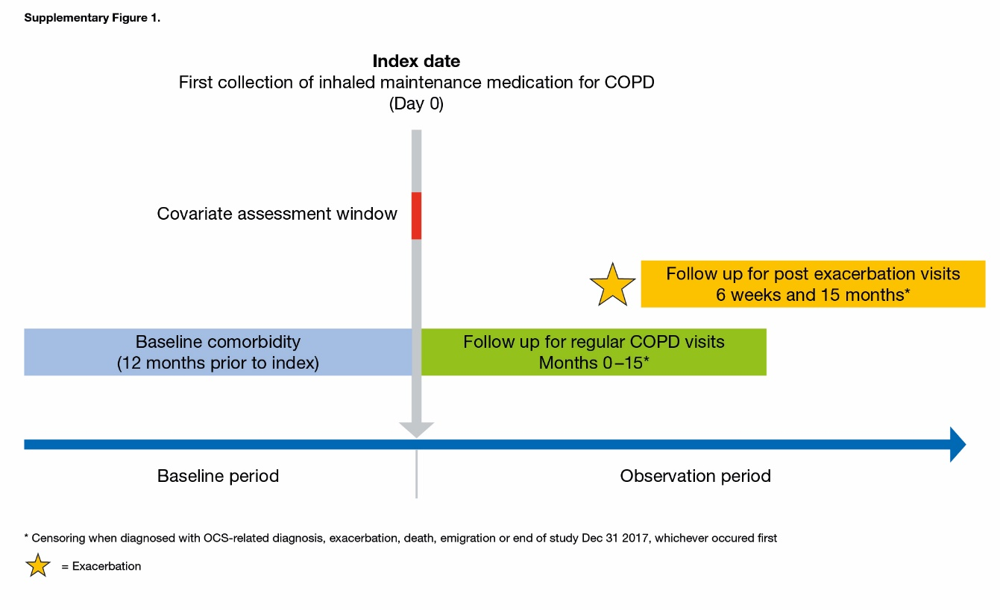 Supplementary Figure 1.
Index date
First collection of inhaled maintenance medication for COPD
(Day 0)
Covariate assessment window
Follow up for post exacerbation visits
6 weeks and 15 months*
Baseline comorbidity
(12 months prior to index)
Follow up for regular COPD visits
Months 0–15*
Baseline period
Observation period
* Censoring when diagnosed with OCS-related diagnosis, exacerbation, death, emigration or end of study Dec 31 2017, whichever occured first
= Exacerbation